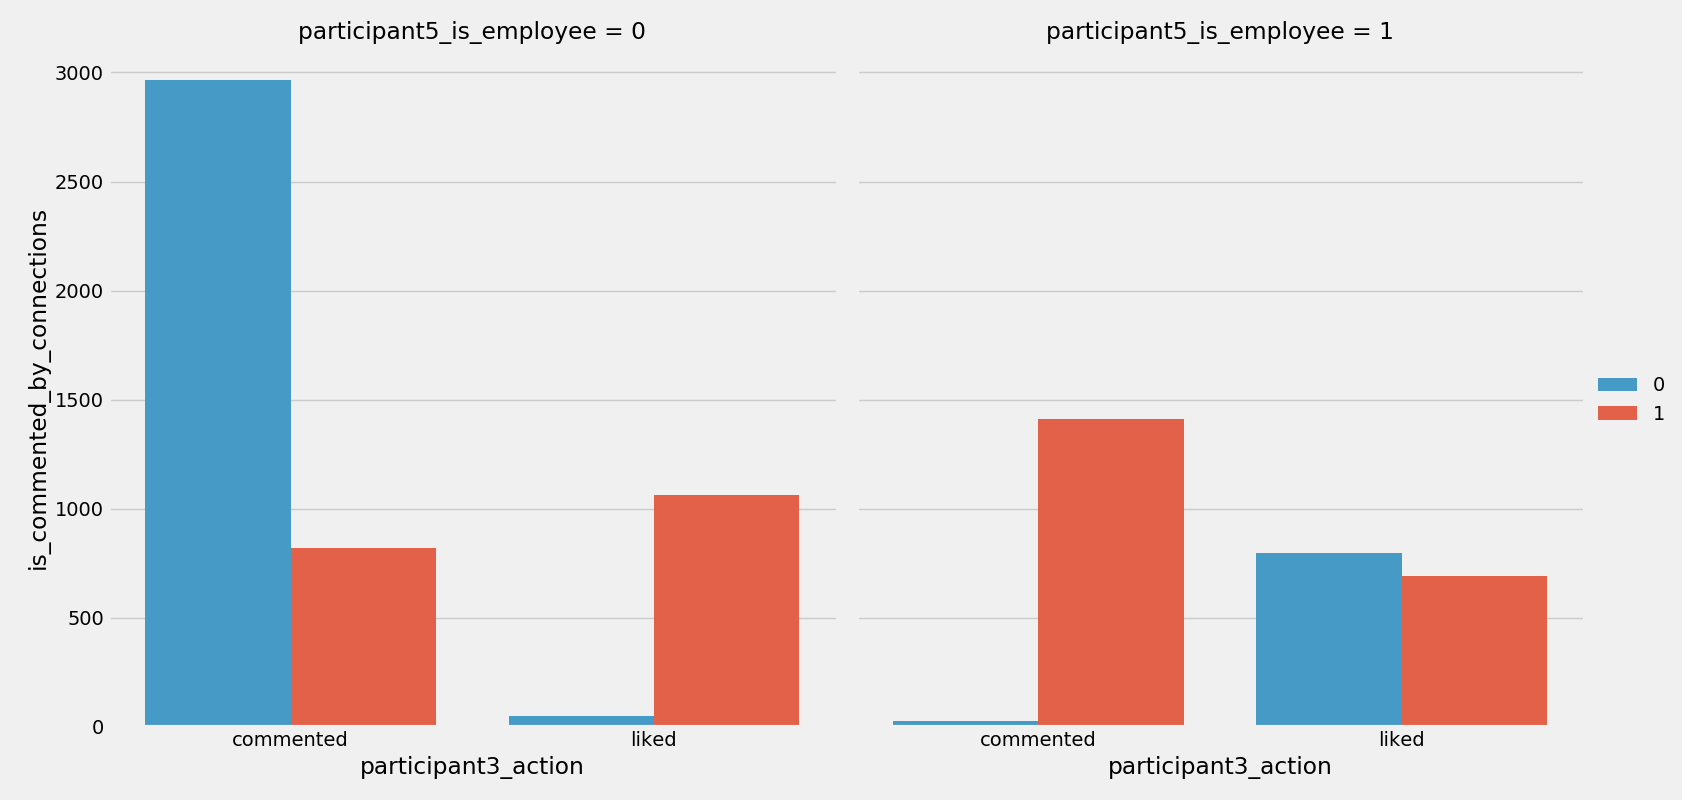 participant5_is_employee = 0
participant5_is_employee = 1
is_commented_by_connections
3000
2500
2000
1500
1000
500
0
commented
liked
commented
liked
participant3_action
participant3_action
0
1